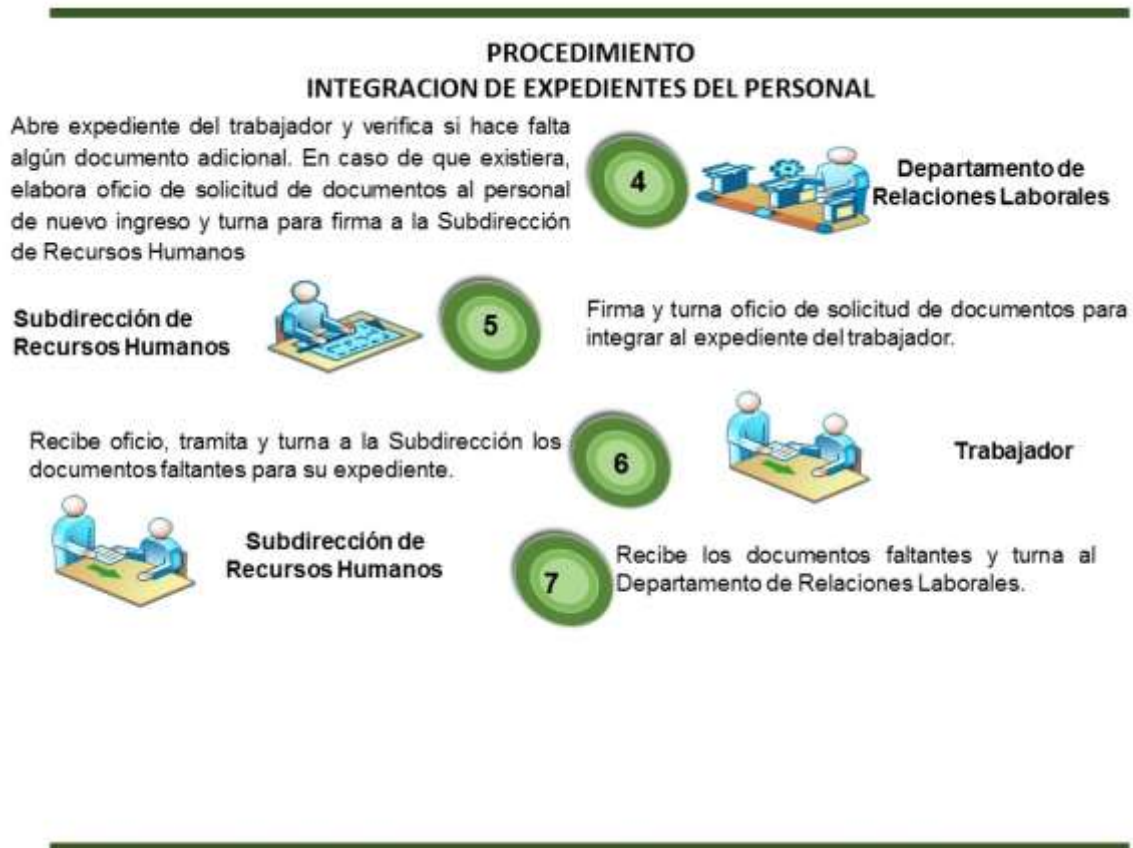 PROCEDIMIENTO
INTEGRACION DE EXPEDIENTES DEL PERSONAL
Abre expediente del trabajador y verifica si hace falta
algún documento adicional. En caso de que existiera,
elabora oficio de solicitud de documentos al personal
de nuevo ingreso y turna para firma a la Subdirección
de Recursos Humanos
4
Departamento de
Relaciones Laborales
Subdirección de
Recursos Humanos
5
Firma y turna oficio de solicitud de documentos para
integrar al expediente del trabajador.
Recibe oficio, tramita y turna a la Subdirección los
documentos faltantes para su expediente.
6
Trabajador
Subdirección de
Recursos Humanos
7
Recibe los documentos faltantes y turna al
Departamento de Relaciones Laborales.